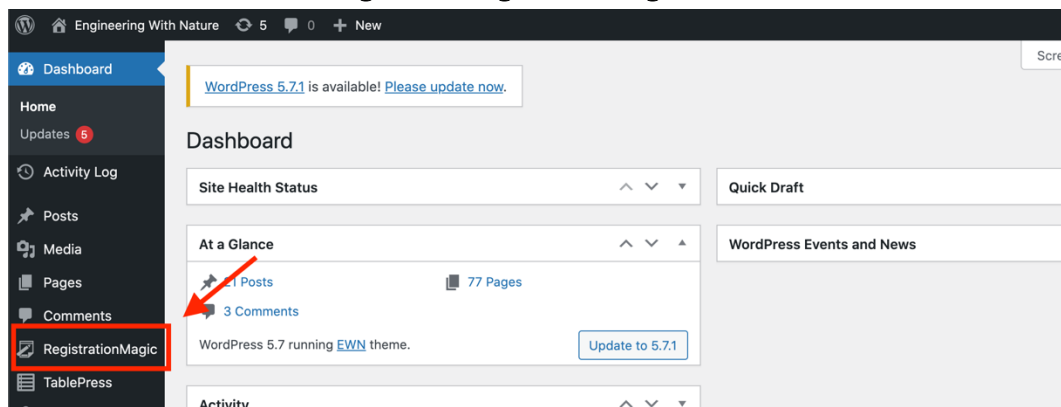 Engineering With Nature 5 0 + New
Scre
Dashboard
Home
Updates 5
Activity Log
Posts
Media
Pages
Comments
RegistrationMagic
TablePress
WordPress 5.7.1 is available! Please update now.
Dashboard
Site Health Status
At a Glance
21 Posts
77 Pages
3 Comments
WordPress 5.7 running EWN theme.
Update to 5.7.1
Activity
Quick Draft
WordPress Events and News